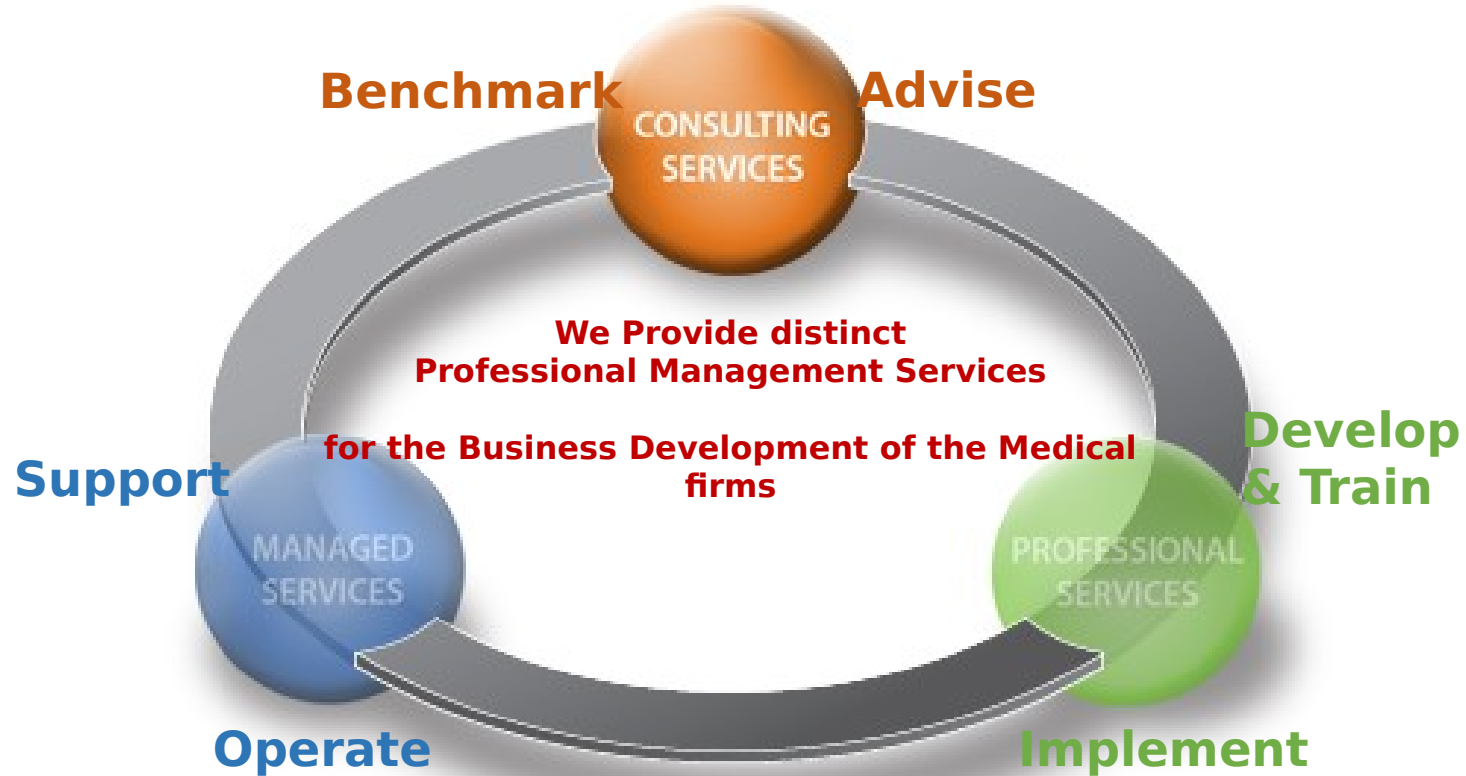 Benchmark
Advise
CONSULTING
SERVICES
We Provide distinct
Professional Management Services
for the Business Development of the Medical
firms
Develop
& Train
Support
MANAGED
SERVICES
PROFESSIONAL
SERVICES
Operate
Implement